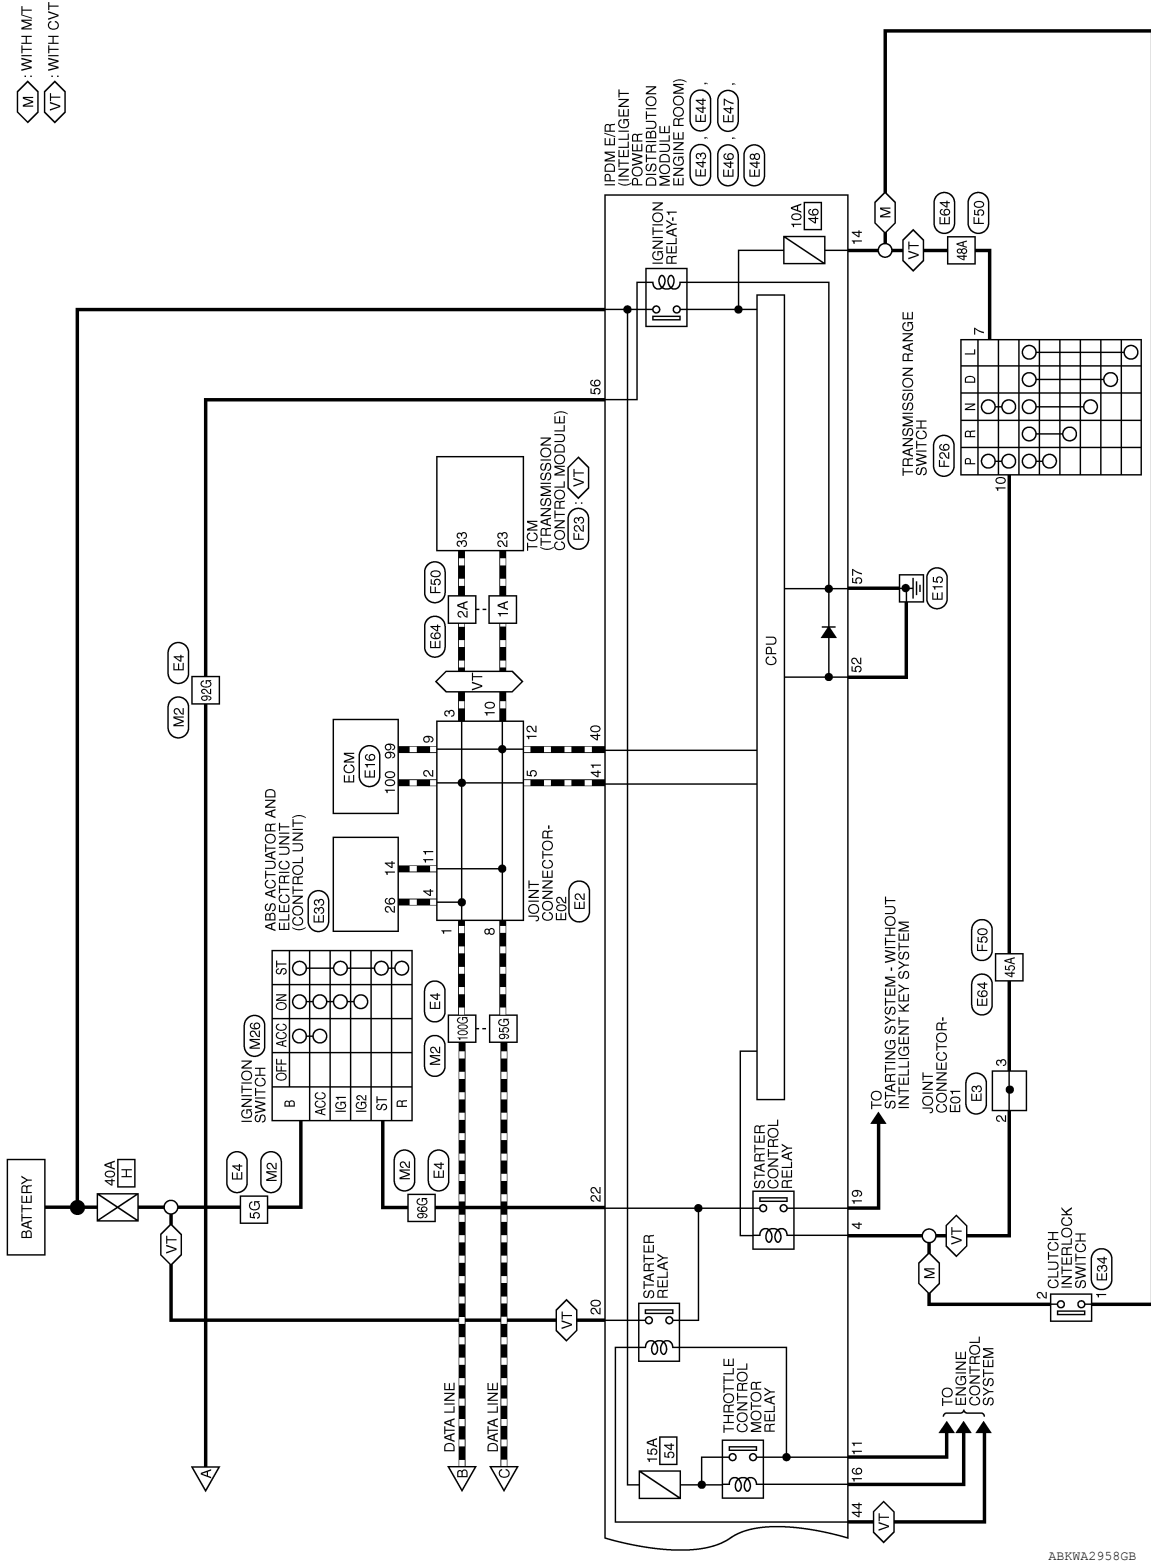 M : WITH M/T
VT : WITH CVT
BATTERY
40A
H
VT
E4
M2
5G
IGNITION
SWITCH
M26
OFF
ACC
ON
ST
B
ACC
IG1
IG2
ST
R
M2
E4
96G
M2
E4
92G
A
ABS ACTUATOR AND
ELECTRIC UNIT
(CONTROL UNIT)
E33
26
14
4
11
ECM
E16
100
99
2
9
JOINT
CONNECTOR-
E02
E2
1
8
3
10
5
12
M2
E4
100G
95G
DATA LINE
B
DATA LINE
C
VT
E64
F50
2A
1A
33
23
TCM
(TRANSMISSION
CONTROL MODULE)
F23 : VT
VT
20
22
41
40
56
IPDM E/R
(INTELLIGENT
POWER
DISTRIBUTION
MODULE
ENGINE ROOM)
E43 , E44 ,
E46 , E47 ,
E48
IGNITION
RELAY-1
10A
46
CPU
STARTER
RELAY
STARTER
CONTROL
RELAY
THROTTLE
CONTROL
MOTOR
RELAY
15A
54
44
16
11
4
19
52
57
14
VT
TO
ENGINE
CONTROL
SYSTEM
TO
STARTING SYSTEM - WITHOUT
INTELLIGENT KEY SYSTEM
E15
M
VT
CLUTCH
INTERLOCK
SWITCH
E34
2
1
JOINT
CONNECTOR-
E01
E3
2
3
E64
F50
45A
M
VT
E64
F50
48A
TRANSMISSION RANGE
SWITCH
F26
P
R
N
D
L
7
10
ABKWA2958GB